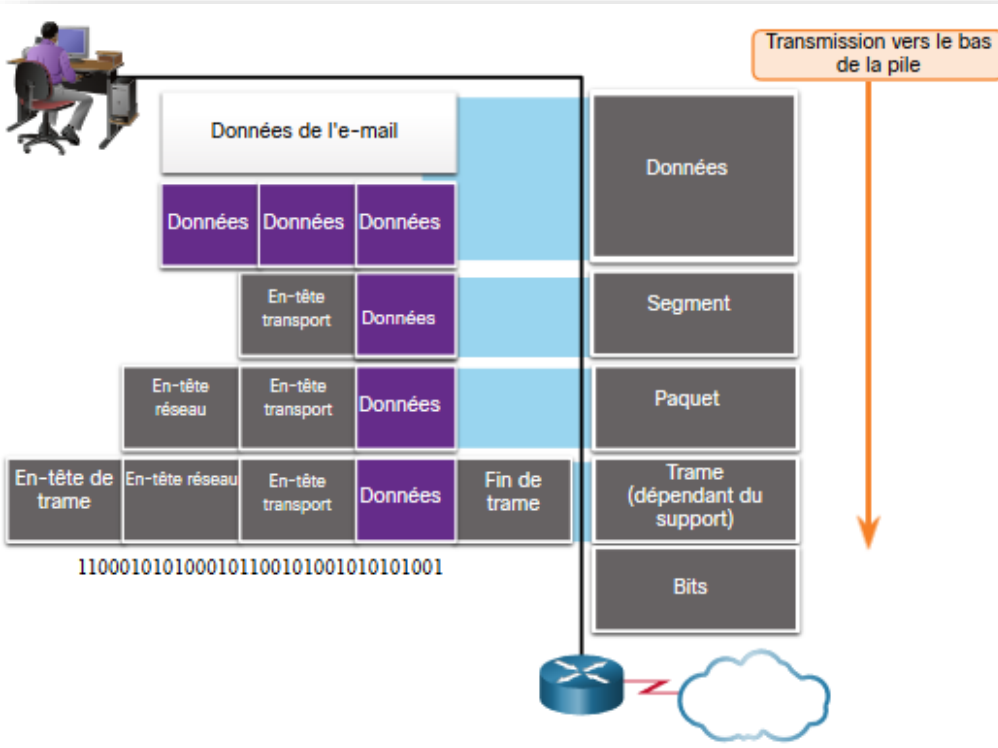 Transmission vers le bas
de la pile
Données de l'e-mail
Données
Données Données Données
En-tête
transport
Données
Segment
En-tête
réseau
En-tête
transport
Données
Paquet
En-tête de
trame
En-tête réseau
En-tête
transport
Données
Fin de
trame
Trame
(dépendant du
support)
1100010101000101100101001010101001
Bits